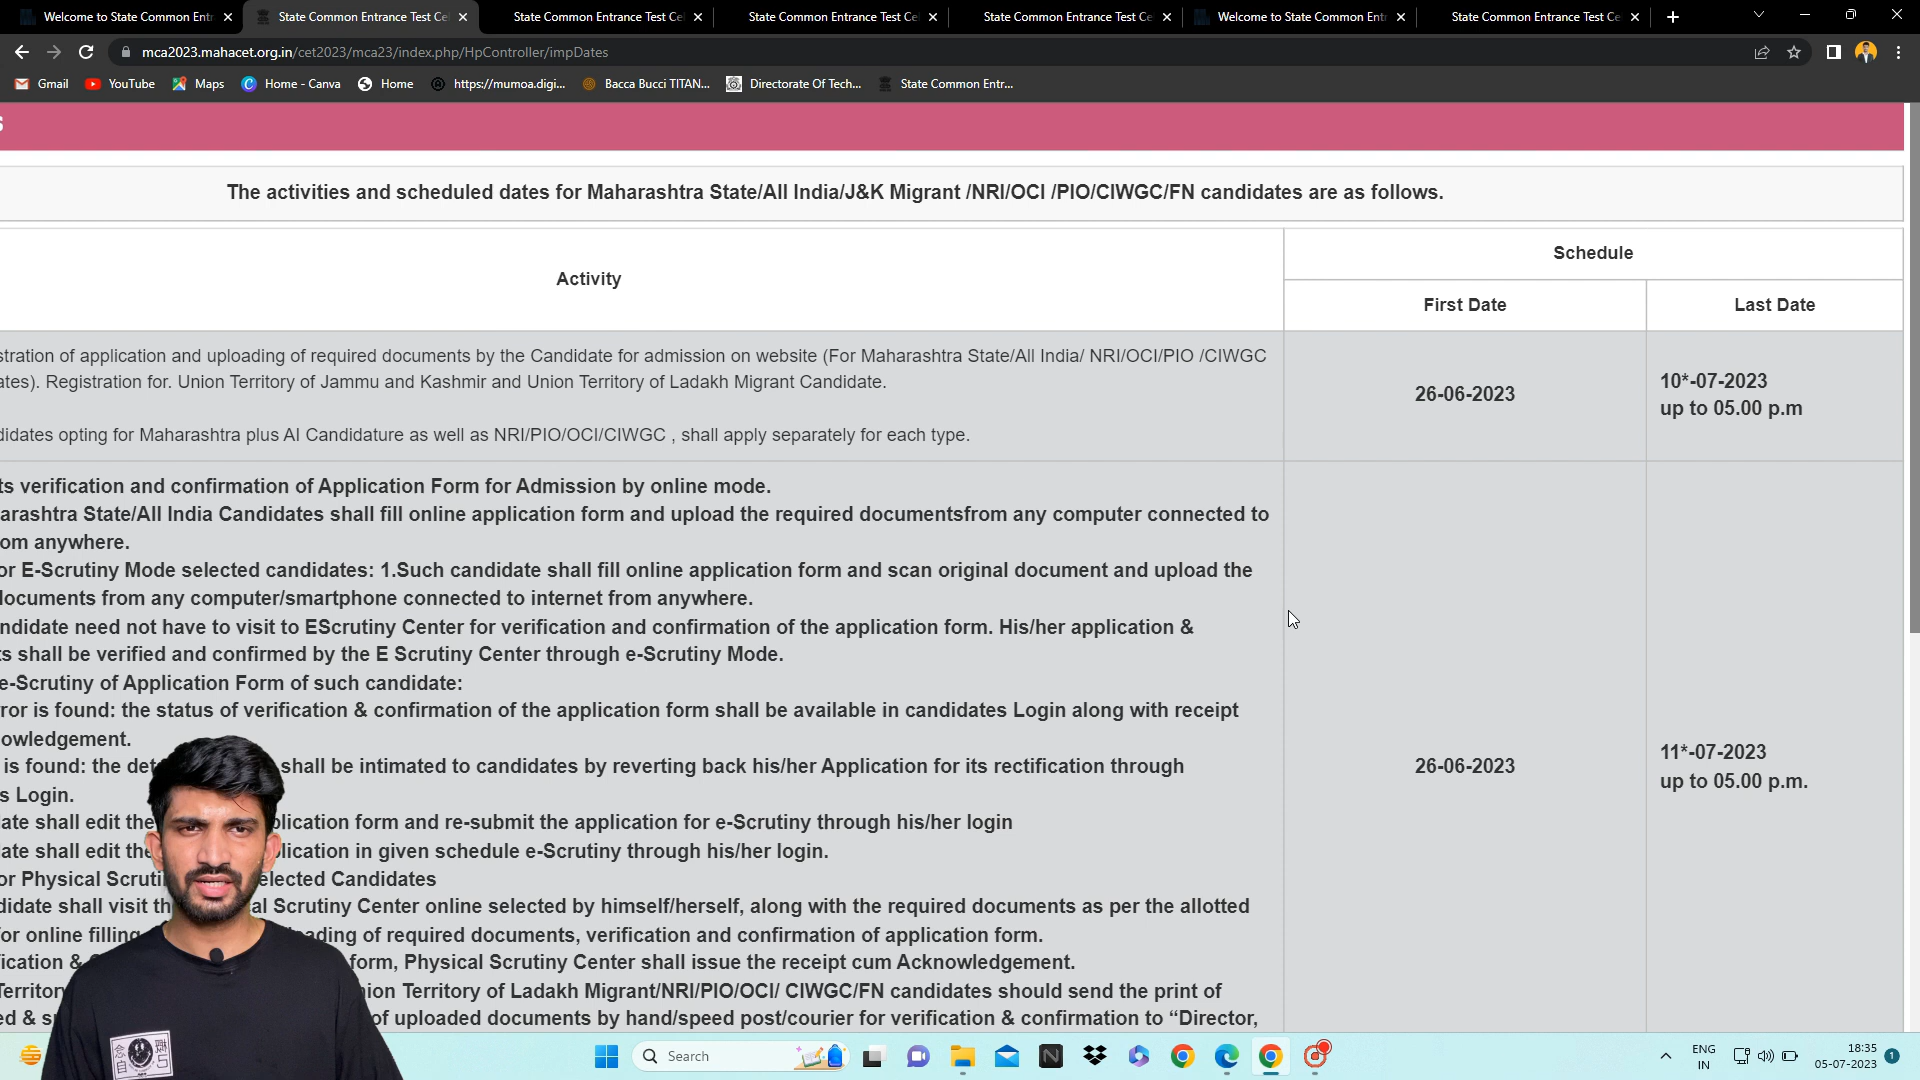 Welcome to State Common Entr
State Common Entrance Test Ce
State Common Entrance Test Ce
State Common Entrance Test Ce
State Common Entrance Test Ce
Welcome to State Common Entr
State Common Entrance Test Ce
mca2023.mahacet.org.in/cet2023/mca23/index.php/HpController/impDates
Gmail
YouTube
Maps
Home - Canva
Home
https://mumoa.digi...
Bacca Bucci TITAN...
Directorate Of Tech...
State Common Entr...
s
The activities and scheduled dates for Maharashtra State/All India/J&K Migrant /NRI/OCI /PIO/CIWGC/FN candidates are as follows.
Activity
Schedule
First Date
Last Date
stration of application and uploading of required documents by the Candidate for admission on website (For Maharashtra State/All India/ NRI/OCI/PIO /CIWGC
ates). Registration for. Union Territory of Jammu and Kashmir and Union Territory of Ladakh Migrant Candidate.
didates opting for Maharashtra plus AI Candidature as well as NRI/PIO/OCI/CIWGC , shall apply separately for each type.
26-06-2023
10*-07-2023
up to 05.00 p.m
ts verification and confirmation of Application Form for Admission by online mode.
arashtra State/All India Candidates shall fill online application form and upload the required documentsfrom any computer connected to
om anywhere.
or E-Scrutiny Mode selected candidates: 1.Such candidate shall fill online application form and scan original document and upload the
documents from any computer/smartphone connected to internet from anywhere.
ndidate need not have to visit to EScrutiny Center for verification and confirmation of the application form. His/her application &
ts shall be verified and confirmed by the E Scrutiny Center through e-Scrutiny Mode.
e-Scrutiny of Application Form of such candidate:
ror is found: the status of verification & confirmation of the application form shall be available in candidates Login along with receipt
owledgement.
is found: the det shall be intimated to candidates by reverting back his/her Application for its rectification through
s Login.
ate shall edit the plication form and re-submit the application for e-Scrutiny through his/her login
ate shall edit the plication in given schedule e-Scrutiny through his/her login.
or Physical Scruti elected Candidates
didate shall visit th al Scrutiny Center online selected by himself/herself, along with the required documents as per the allotted
or online filling ading of required documents, verification and confirmation of application form.
ication & form, Physical Scrutiny Center shall issue the receipt cum Acknowledgement.
Territory ion Territory of Ladakh Migrant/NRI/PIO/OCI/ CIWGC/FN candidates should send the print of
ed & s of uploaded documents by hand/speed post/courier for verification & confirmation to “Director,
26-06-2023
11*-07-2023
up to 05.00 p.m.
Search
ENG
IN
18:35
05-07-2023
1